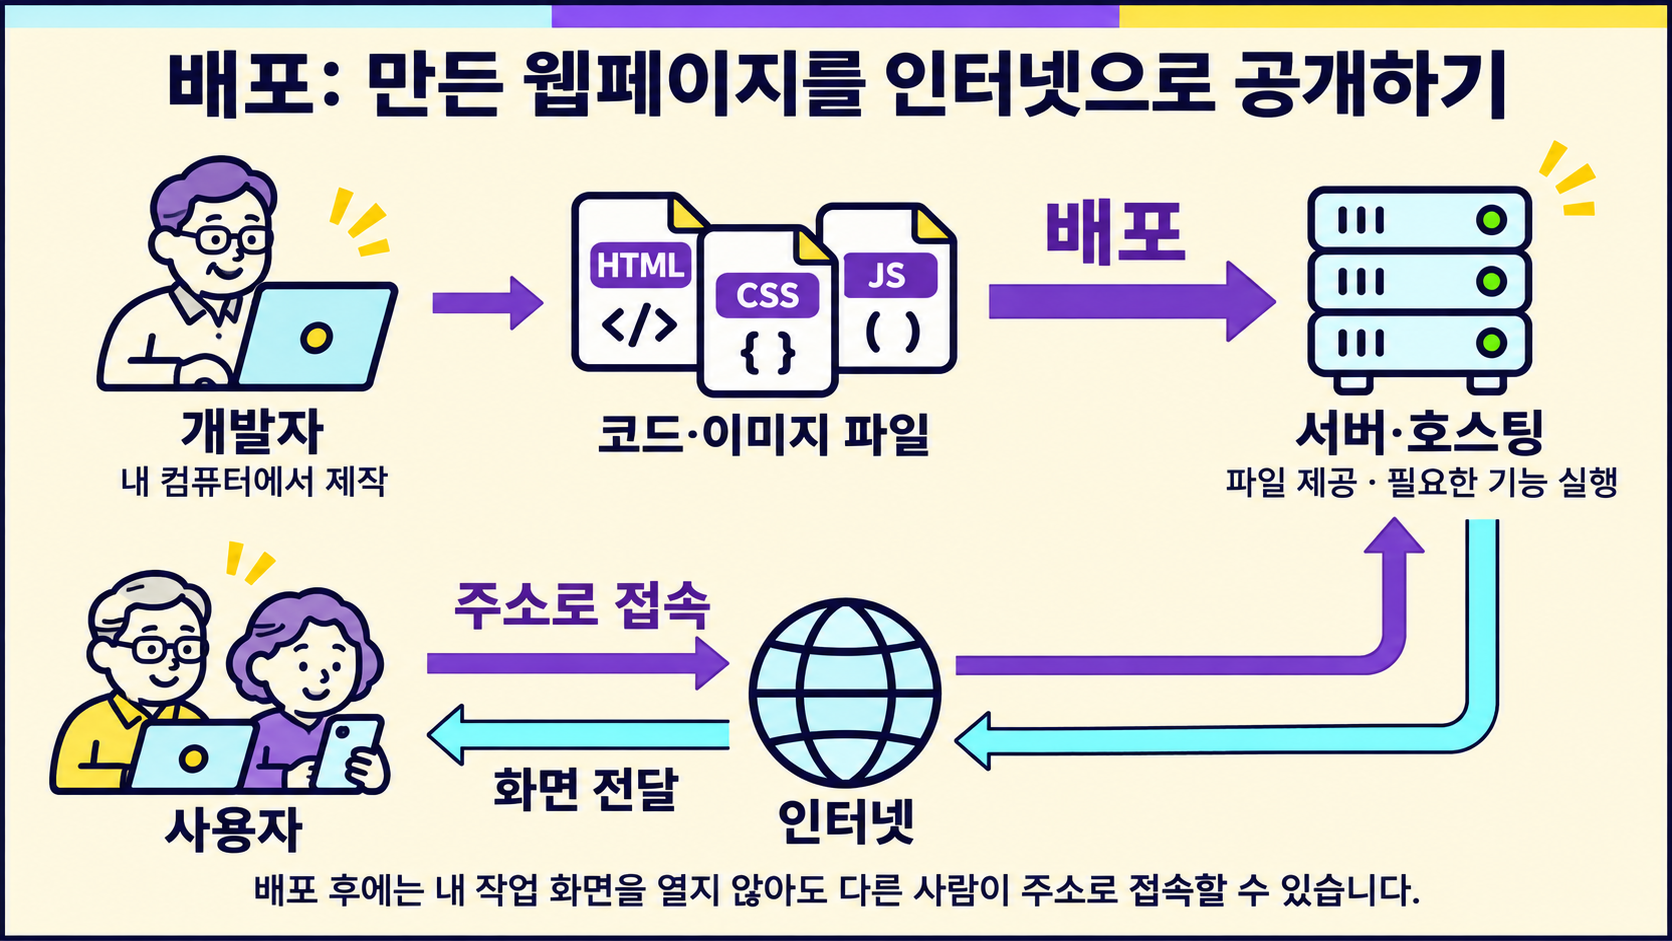 배포: 만든 웹페이지를 인터넷으로 공개하기
HTML
</>
CSS
{ }
JS
( )
배포
개발자
내 컴퓨터에서 제작
코드·이미지 파일
서버·호스팅
파일 제공 · 필요한 기능 실행
주소로 접속
화면 전달
사용자
인터넷
배포 후에는 내 작업 화면을 열지 않아도 다른 사람이 주소로 접속할 수 있습니다.